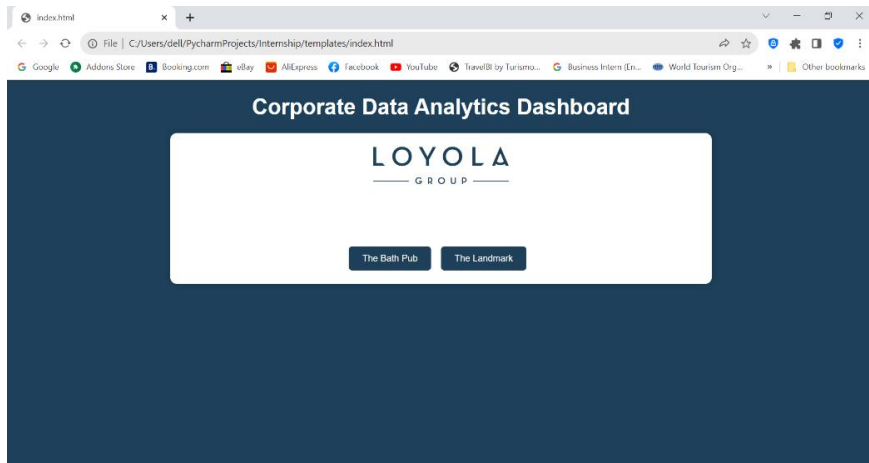 index.html
File | C:/Users/dell/PycharmProjects/Internship/templates/index.html
Google Addons Store B. Booking.com eBay AliExpress Facebook YouTube TravelBI by Turismo... Business Intern (En... World Tourism Org... » Other bookmarks
Corporate Data Analytics Dashboard
LOYOLA
GROUP
The Bath Pub The Landmark